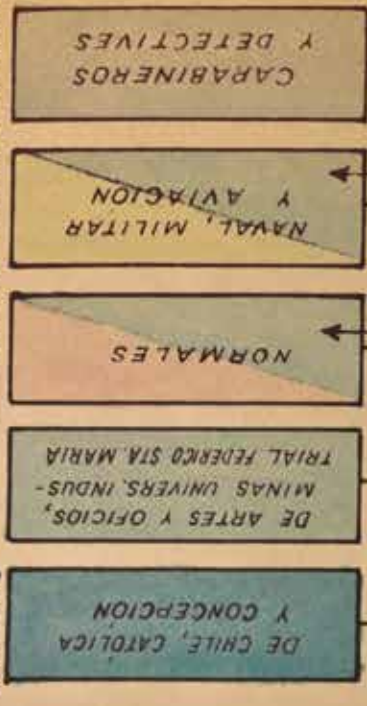 DE CHILE, CATOLICA
Y CONCEPCION
DE ARTES Y OFICIOS,
MINAS UNIVERS. INDUS-
TRIAL FEDERICO STA. MARIA
NORMALES
NAVAL, MILITAR
Y AVIACION
CARABINEROS
Y DETECTIVES